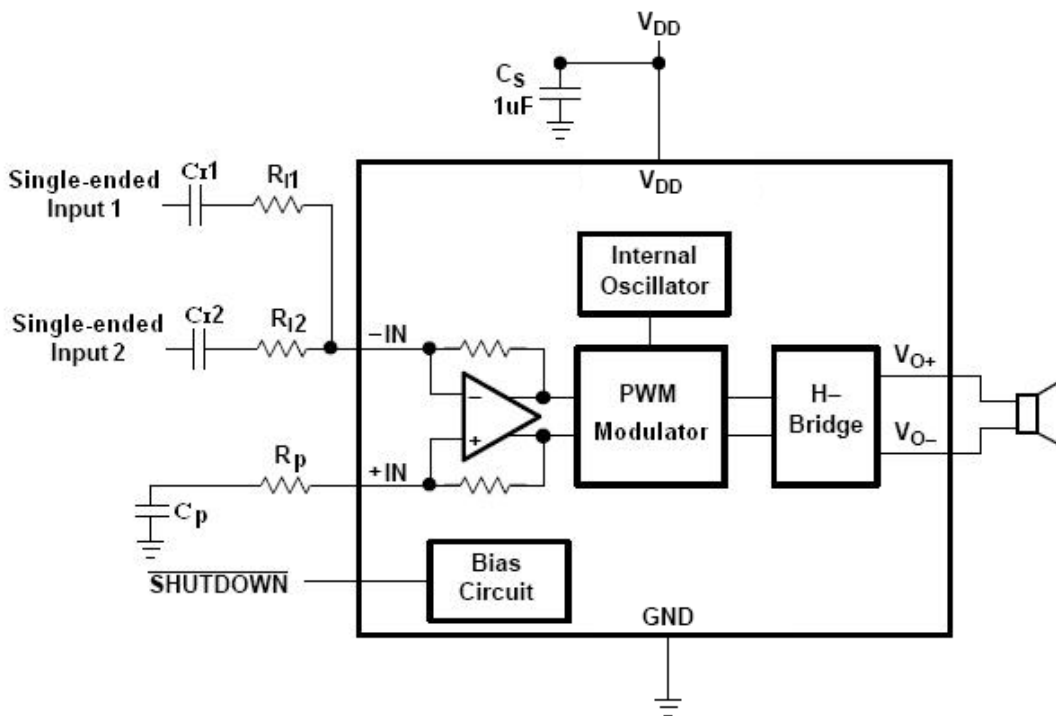 VDD
CS
1uF
VDD
Single-ended
Input 1
CI1
RI1
Internal
Oscillator
Single-ended
Input 2
CI2
RI2
−IN
−
PWM
Modulator
H−
Bridge
VO+
VO−
+
Rp
+IN
Cp
SHUTDOWN
Bias
Circuit
GND